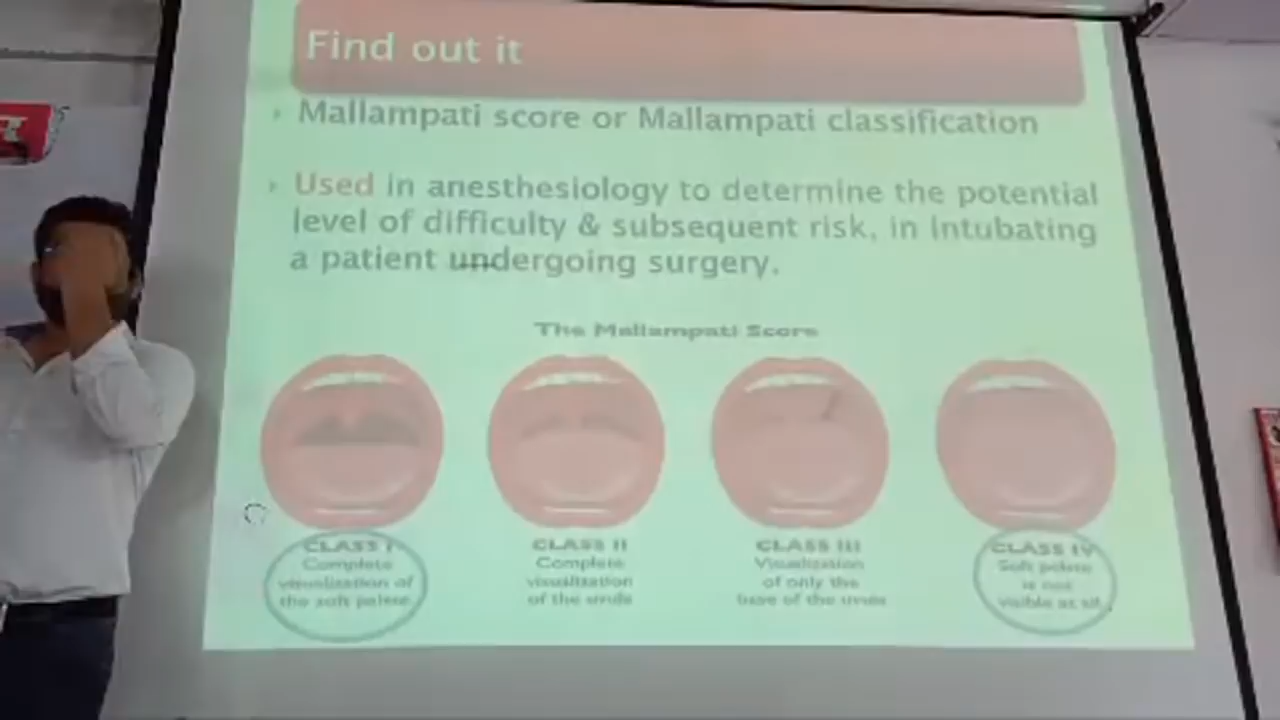 Find out it
Mallampati score or Mallampati classification
Used in anesthesiology to determine the potential
level of difficulty & subsequent risk, in intubating
a patient undergoing surgery.
The Mallampati Score
CLASS I
Complete
visualization of
the soft palate
CLASS II
Complete
visualization
of the uvula
CLASS III
Visualization
of only the
base of the uvula
CLASS IV
Soft palate
is not
visible at all